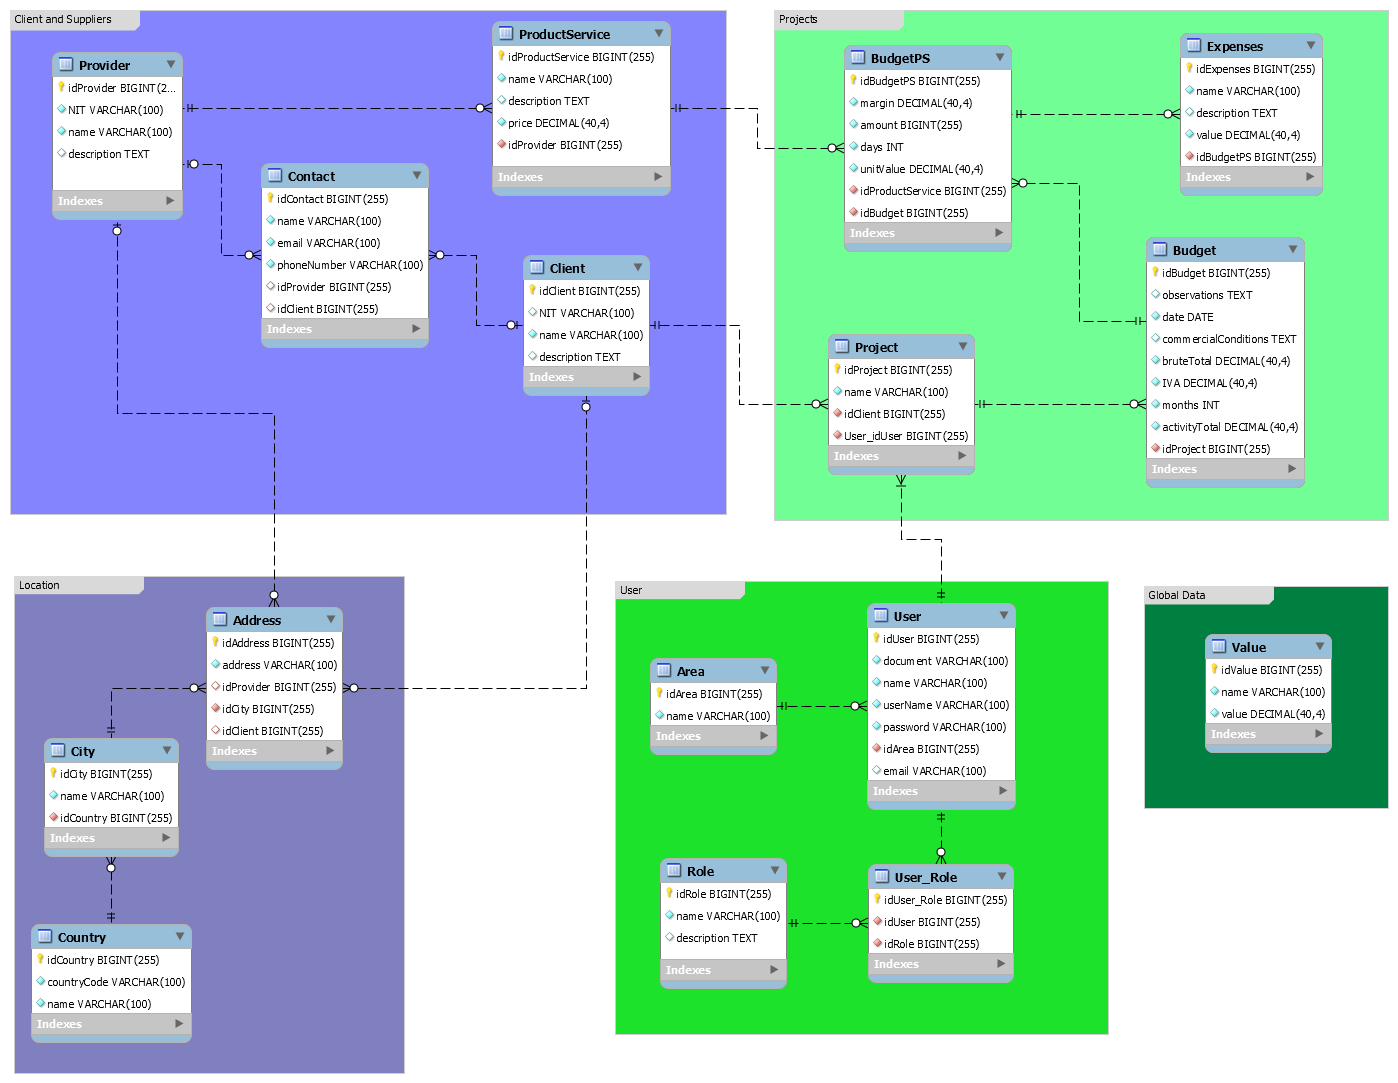 Client and Suppliers
Provider
idProvider BIGINT(2...
NIT VARCHAR(100)
name VARCHAR(100)
description TEXT
Indexes
ProductService
idProductService BIGINT(255)
name VARCHAR(100)
description TEXT
price DECIMAL(40,4)
idProvider BIGINT(255)
Indexes
Contact
idContact BIGINT(255)
name VARCHAR(100)
email VARCHAR(100)
phoneNumber VARCHAR(100)
idProvider BIGINT(255)
idClient BIGINT(255)
Indexes
Client
idClient BIGINT(255)
NIT VARCHAR(100)
name VARCHAR(100)
description TEXT
Indexes
Projects
BudgetPS
idBudgetPS BIGINT(255)
margin DECIMAL(40,4)
amount BIGINT(255)
days INT
unitValue DECIMAL(40,4)
idProductService BIGINT(255)
idBudget BIGINT(255)
Indexes
Expenses
idExpenses BIGINT(255)
name VARCHAR(100)
description TEXT
value DECIMAL(40,4)
idBudgetPS BIGINT(255)
Indexes
Budget
idBudget BIGINT(255)
observations TEXT
date DATE
commercialConditions TEXT
bruteTotal DECIMAL(40,4)
IVA DECIMAL(40,4)
months INT
activityTotal DECIMAL(40,4)
idProject BIGINT(255)
Indexes
Project
idProject BIGINT(255)
name VARCHAR(100)
idClient BIGINT(255)
User_idUser BIGINT(255)
Indexes
Location
Address
idAddress BIGINT(255)
address VARCHAR(100)
idProvider BIGINT(255)
idCity BIGINT(255)
idClient BIGINT(255)
Indexes
City
idCity BIGINT(255)
name VARCHAR(100)
idCountry BIGINT(255)
Indexes
Country
idCountry BIGINT(255)
countryCode VARCHAR(100)
name VARCHAR(100)
Indexes
User
User
idUser BIGINT(255)
document VARCHAR(100)
name VARCHAR(100)
userName VARCHAR(100)
password VARCHAR(100)
idArea BIGINT(255)
email VARCHAR(100)
Indexes
Area
idArea BIGINT(255)
name VARCHAR(100)
Indexes
Role
idRole BIGINT(255)
name VARCHAR(100)
description TEXT
Indexes
User_Role
idUser_Role BIGINT(255)
idUser BIGINT(255)
idRole BIGINT(255)
Indexes
Global Data
Value
idValue BIGINT(255)
name VARCHAR(100)
value DECIMAL(40,4)
Indexes